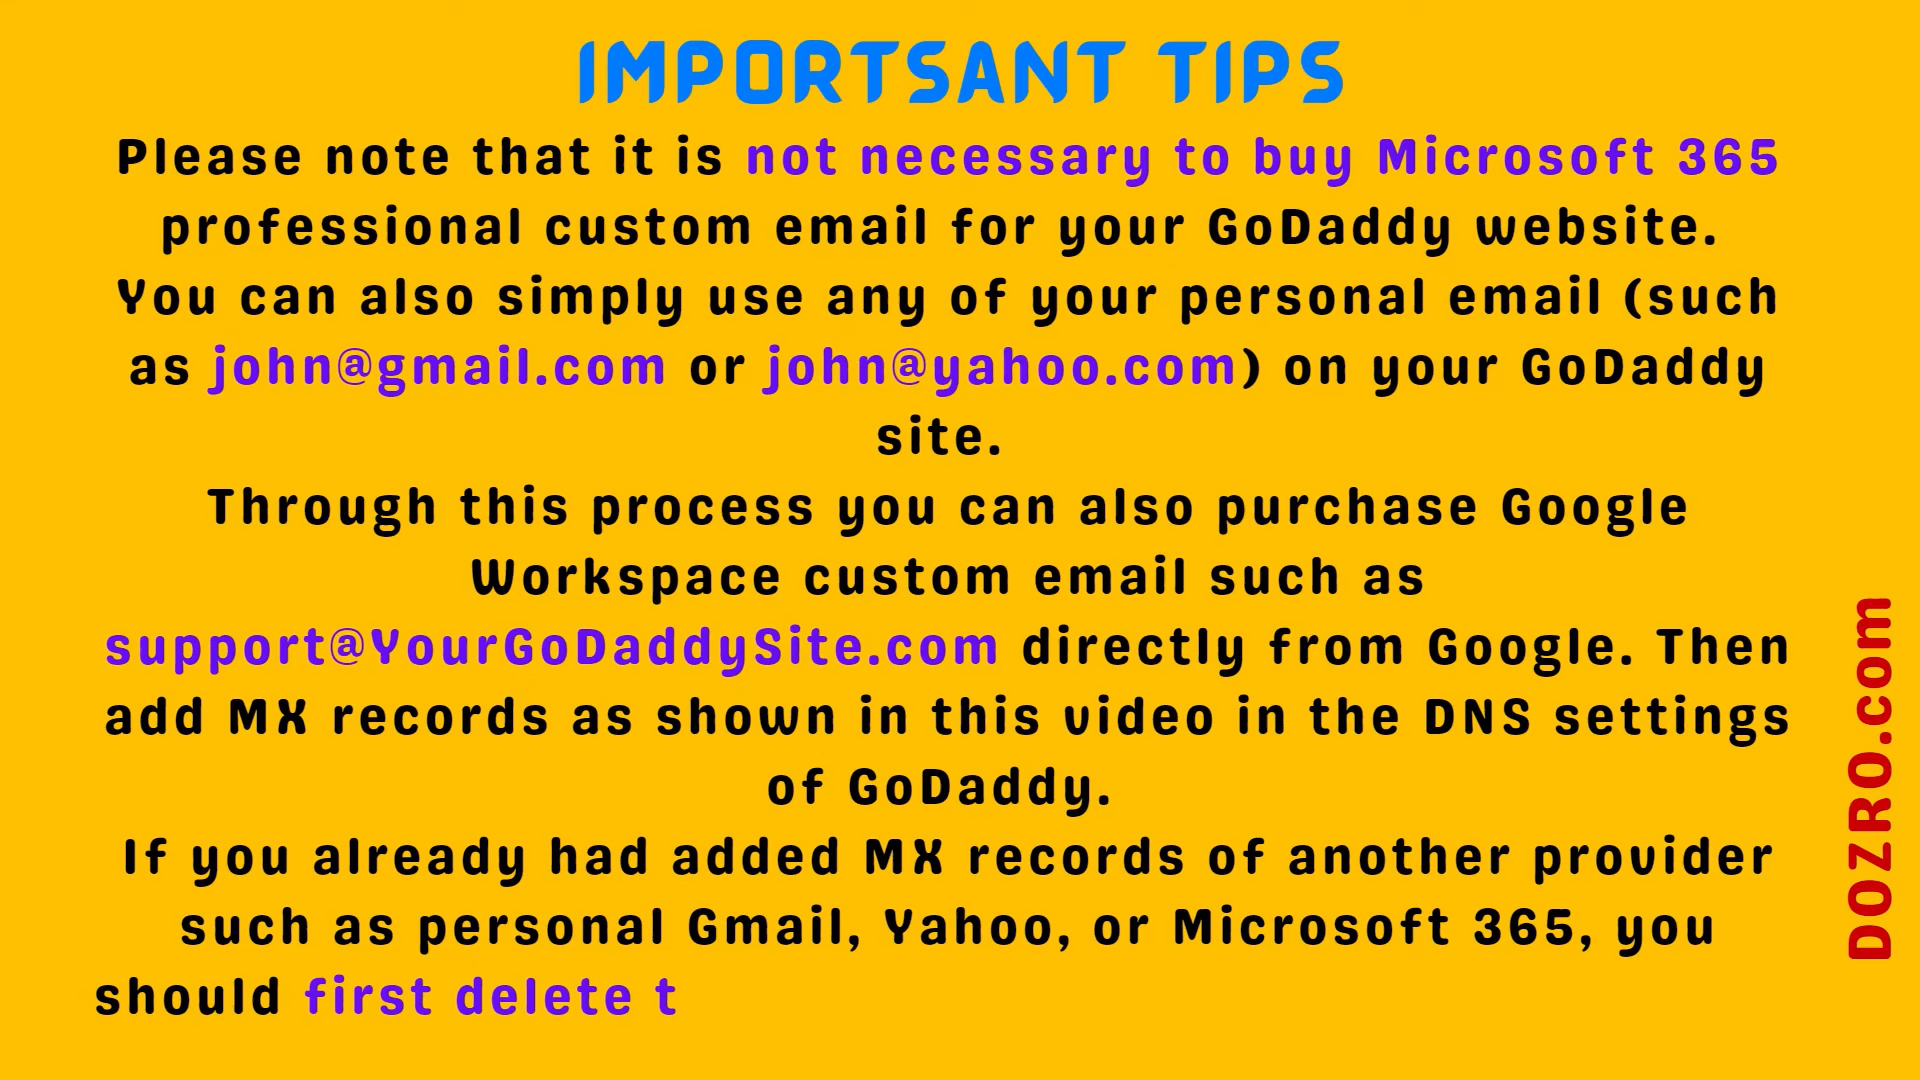 IMPORTSANT TIPS
Please note that it is not necessary to buy Microsoft 365
professional custom email for your GoDaddy website.
You can also simply use any of your personal email (such
as john@gmail.com or john@yahoo.com) on your GoDaddy
site.
Through this process you can also purchase Google
Workspace custom email such as
support@YourGoDaddySite.com directly from Google. Then
add MX records as shown in this video in the DNS settings
of GoDaddy.
If you already had added MX records of another provider
such as personal Gmail, Yahoo, or Microsoft 365, you
should first delete t
DOZRO.com